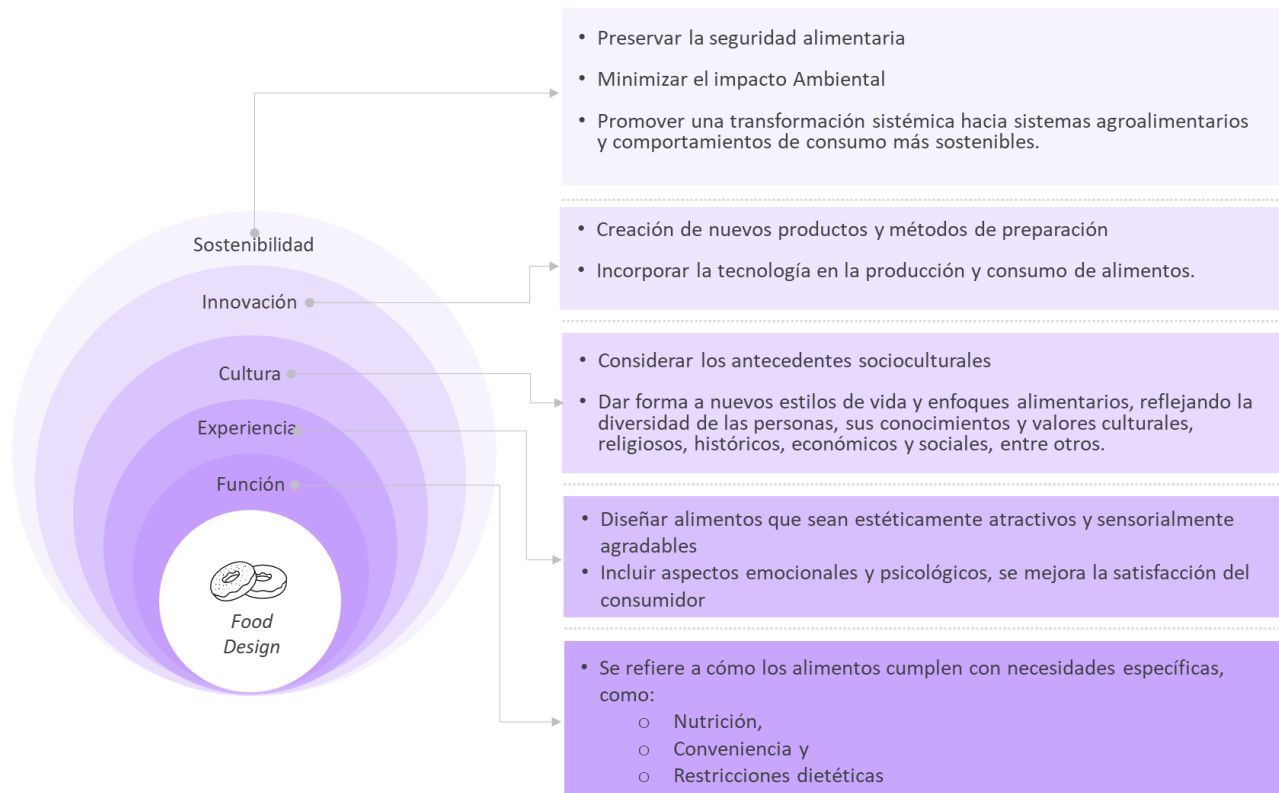 • Preservar la seguridad alimentaria
• Minimizar el impacto Ambiental
• Promover una transformación sistémica hacia sistemas agroalimentarios
y comportamientos de consumo más sostenibles.
Sostenibilidad
• Creación de nuevos productos y métodos de preparación
• Incorporar la tecnología en la producción y consumo de alimentos.
Innovación
• Considerar los antecedentes socioculturales
• Dar forma a nuevos estilos de vida y enfoques alimentarios, reflejando la
diversidad de las personas, sus conocimientos y valores culturales,
religiosos, históricos, económicos y sociales, entre otros.
Cultura
Experiencia
• Diseñar alimentos que sean estéticamente atractivos y sensorialmente
agradables
• Incluir aspectos emocionales y psicológicos, se mejora la satisfacción del
consumidor
Función
• Se refiere a cómo los alimentos cumplen con necesidades específicas,
como:
o Nutrición,
o Conveniencia y
o Restricciones dietéticas
Food
Design